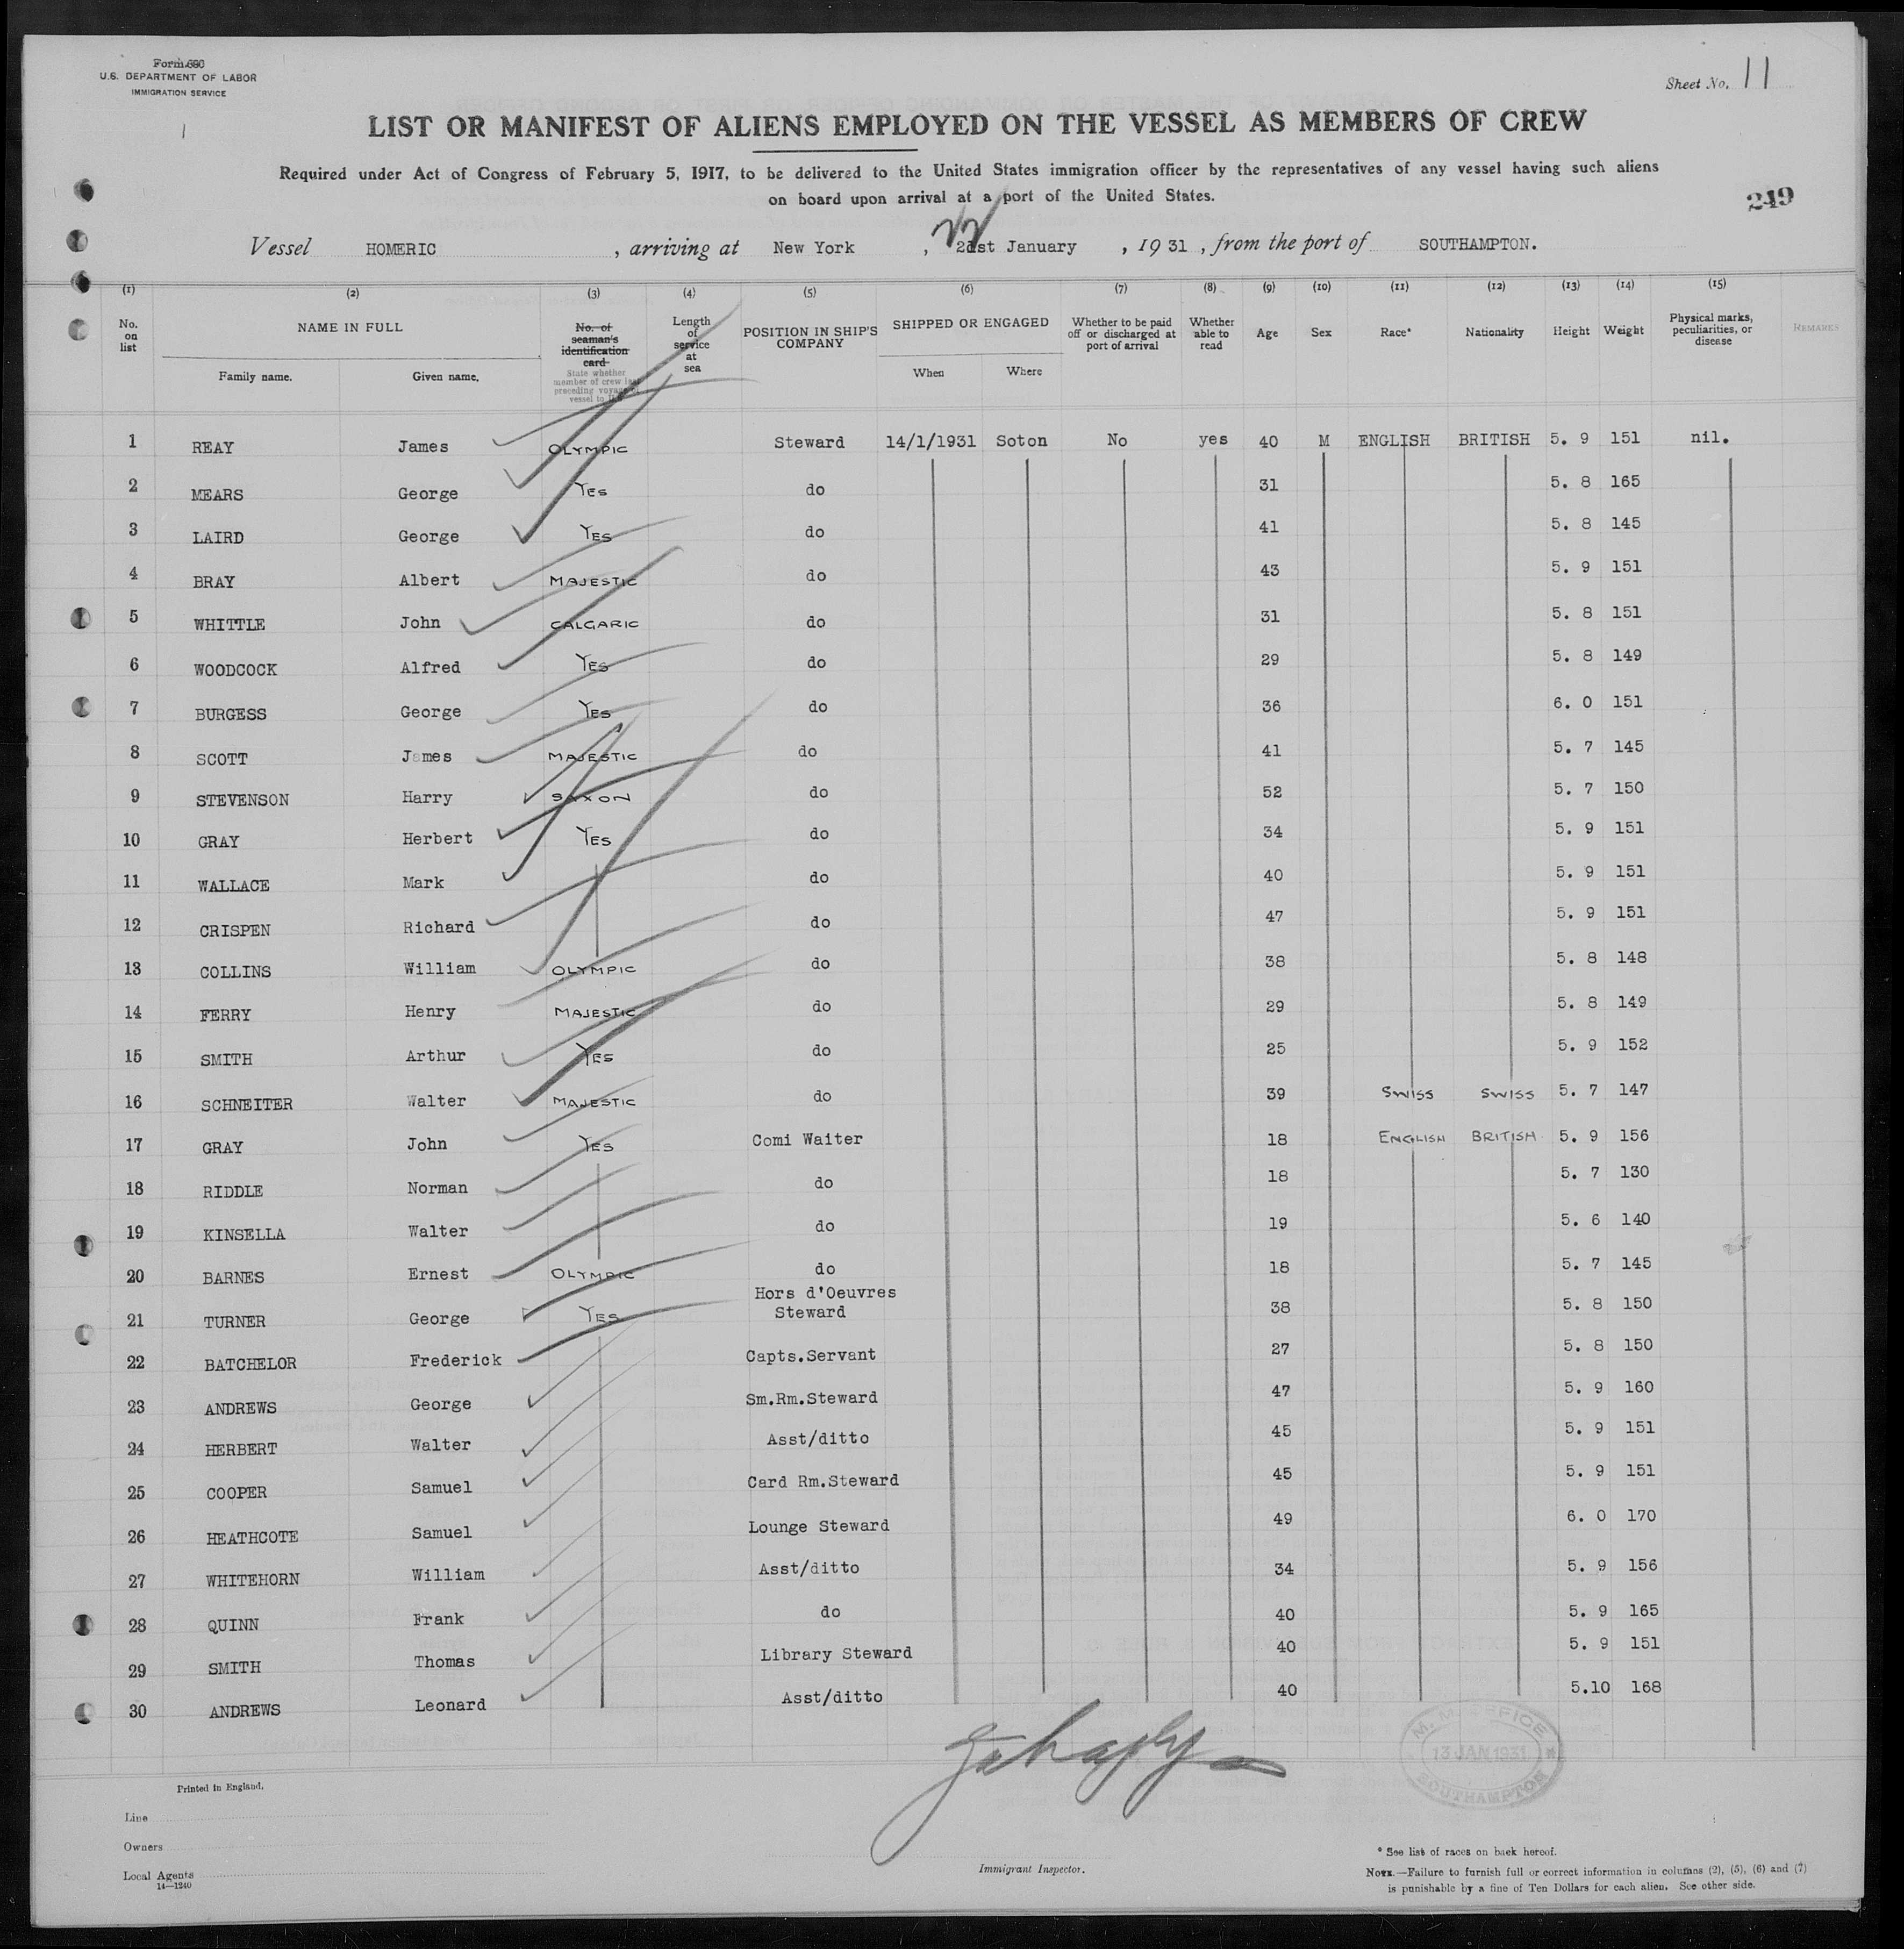 Form 680
U.S. DEPARTMENT OF LABOR
IMMIGRATION SERVICE
Sheet No. 11
LIST OR MANIFEST OF ALIENS EMPLOYED ON THE VESSEL AS MEMBERS OF CREW
Required under Act of Congress of February 5, 1917, to be delivered to the United States immigration officer by the representatives of any vessel having such aliens
on board upon arrival at a port of the United States.
249
Vessel HOMERIC, arriving at New York, 22 21st January, 1931, from the port of SOUTHAMPTON.
(1) (2) (3) (4) (5) (6) (7) (8) (9) (10) (11) (12) (13) (14) (15)
No. on list
NAME IN FULL
Family name. Given name.
No. of seaman's identification card
State whether member of crew last preceding voyage of vessel to U.S.
Length of service at sea
POSITION IN SHIP'S COMPANY
SHIPPED OR ENGAGED
When Where
Whether to be paid off or discharged at port of arrival
Whether able to read
Age
Sex
Race*
Nationality
Height
Weight
Physical marks, peculiarities, or disease
REMARKS
1 REAY James OLYMPIC Steward 14/1/1931 Soton No yes 40 M ENGLISH BRITISH 5. 9 151 nil.
2 MEARS George YES do 31 5. 8 165
3 LAIRD George YES do 41 5. 8 145
4 BRAY Albert MAJESTIC do 43 5. 9 151
5 WHITTLE John CALGARIC do 31 5. 8 151
6 WOODCOCK Alfred YES do 29 5. 8 149
7 BURGESS George YES do 36 6. 0 151
8 SCOTT James MAJESTIC do 41 5. 7 145
9 STEVENSON Harry SAXON do 52 5. 7 150
10 GRAY Herbert YES do 34 5. 9 151
11 WALLACE Mark do 40 5. 9 151
12 CRISPEN Richard do 47 5. 9 151
13 COLLINS William OLYMPIC do 38 5. 8 148
14 FERRY Henry MAJESTIC do 29 5. 8 149
15 SMITH Arthur YES do 25 5. 9 152
16 SCHNEITER Walter MAJESTIC do 39 SWISS SWISS 5. 7 147
17 GRAY John YES Comi Waiter 18 ENGLISH BRITISH 5. 9 156
18 RIDDLE Norman do 18 5. 7 130
19 KINSELLA Walter do 19 5. 6 140
20 BARNES Ernest OLYMPIC do 18 5. 7 145
21 TURNER George YES Hors d'Oeuvres Steward 38 5. 8 150
22 BATCHELOR Frederick Capts.Servant 27 5. 8 150
23 ANDREWS George Sm.Rm.Steward 47 5. 9 160
24 HERBERT Walter Asst/ditto 45 5. 9 151
25 COOPER Samuel Card Rm.Steward 45 5. 9 151
26 HEATHCOTE Samuel Lounge Steward 49 6. 0 170
27 WHITEHORN William Asst/ditto 34 5. 9 156
28 QUINN Frank do 40 5. 9 165
29 SMITH Thomas Library Steward 40 5. 9 151
30 ANDREWS Leonard Asst/ditto 40 5.10 168
M. M. OFFICE
13 JAN 1931
SOUTHAMPTON
Printed in England.
Line
Owners
Local Agents
14—1240
Immigrant Inspector.
* See list of races on back hereof.
NOTE.—Failure to furnish full or correct information in columns (2), (5), (6) and (7)
is punishable by a fine of Ten Dollars for each alien. See other side.